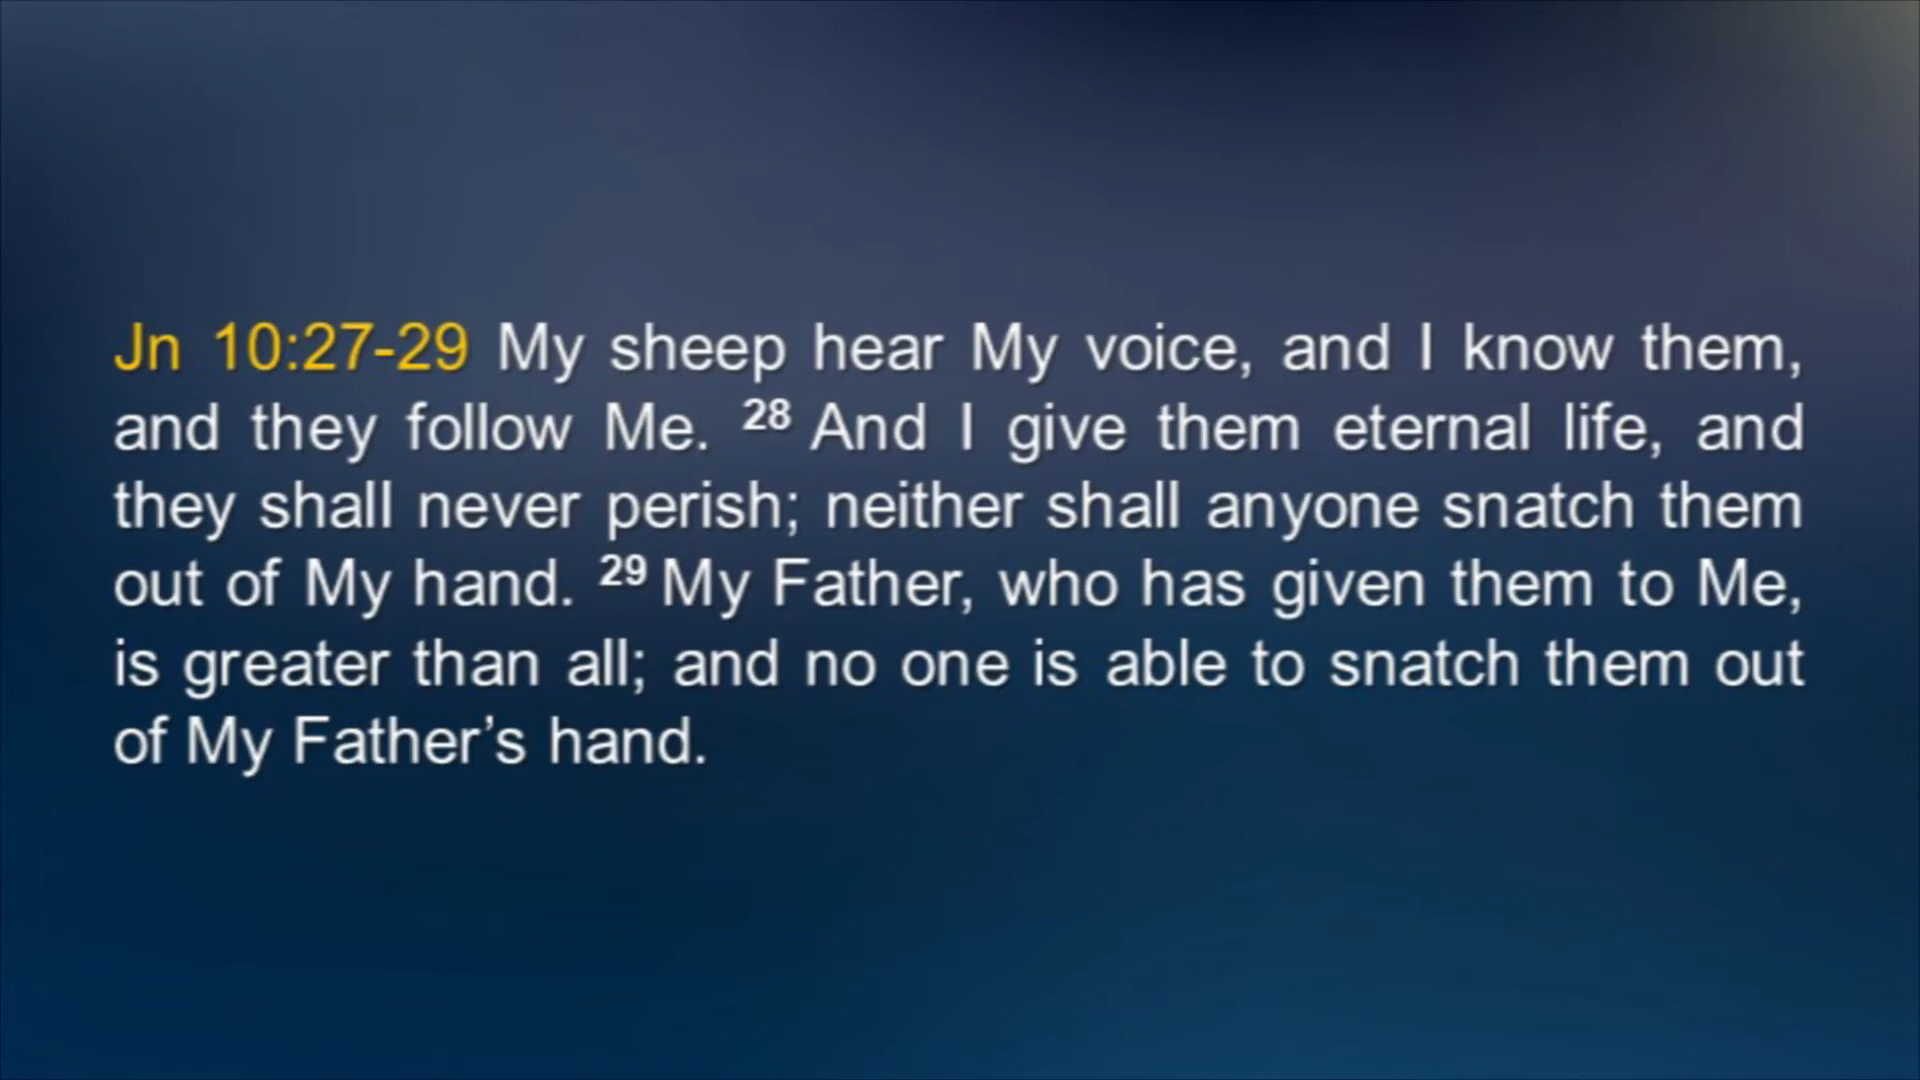 Jn 10:27-29 My sheep hear My voice, and I know them,
and they follow Me. 28 And I give them eternal life, and
they shall never perish; neither shall anyone snatch them
out of My hand. 29 My Father, who has given them to Me,
is greater than all; and no one is able to snatch them out
of My Father’s hand.